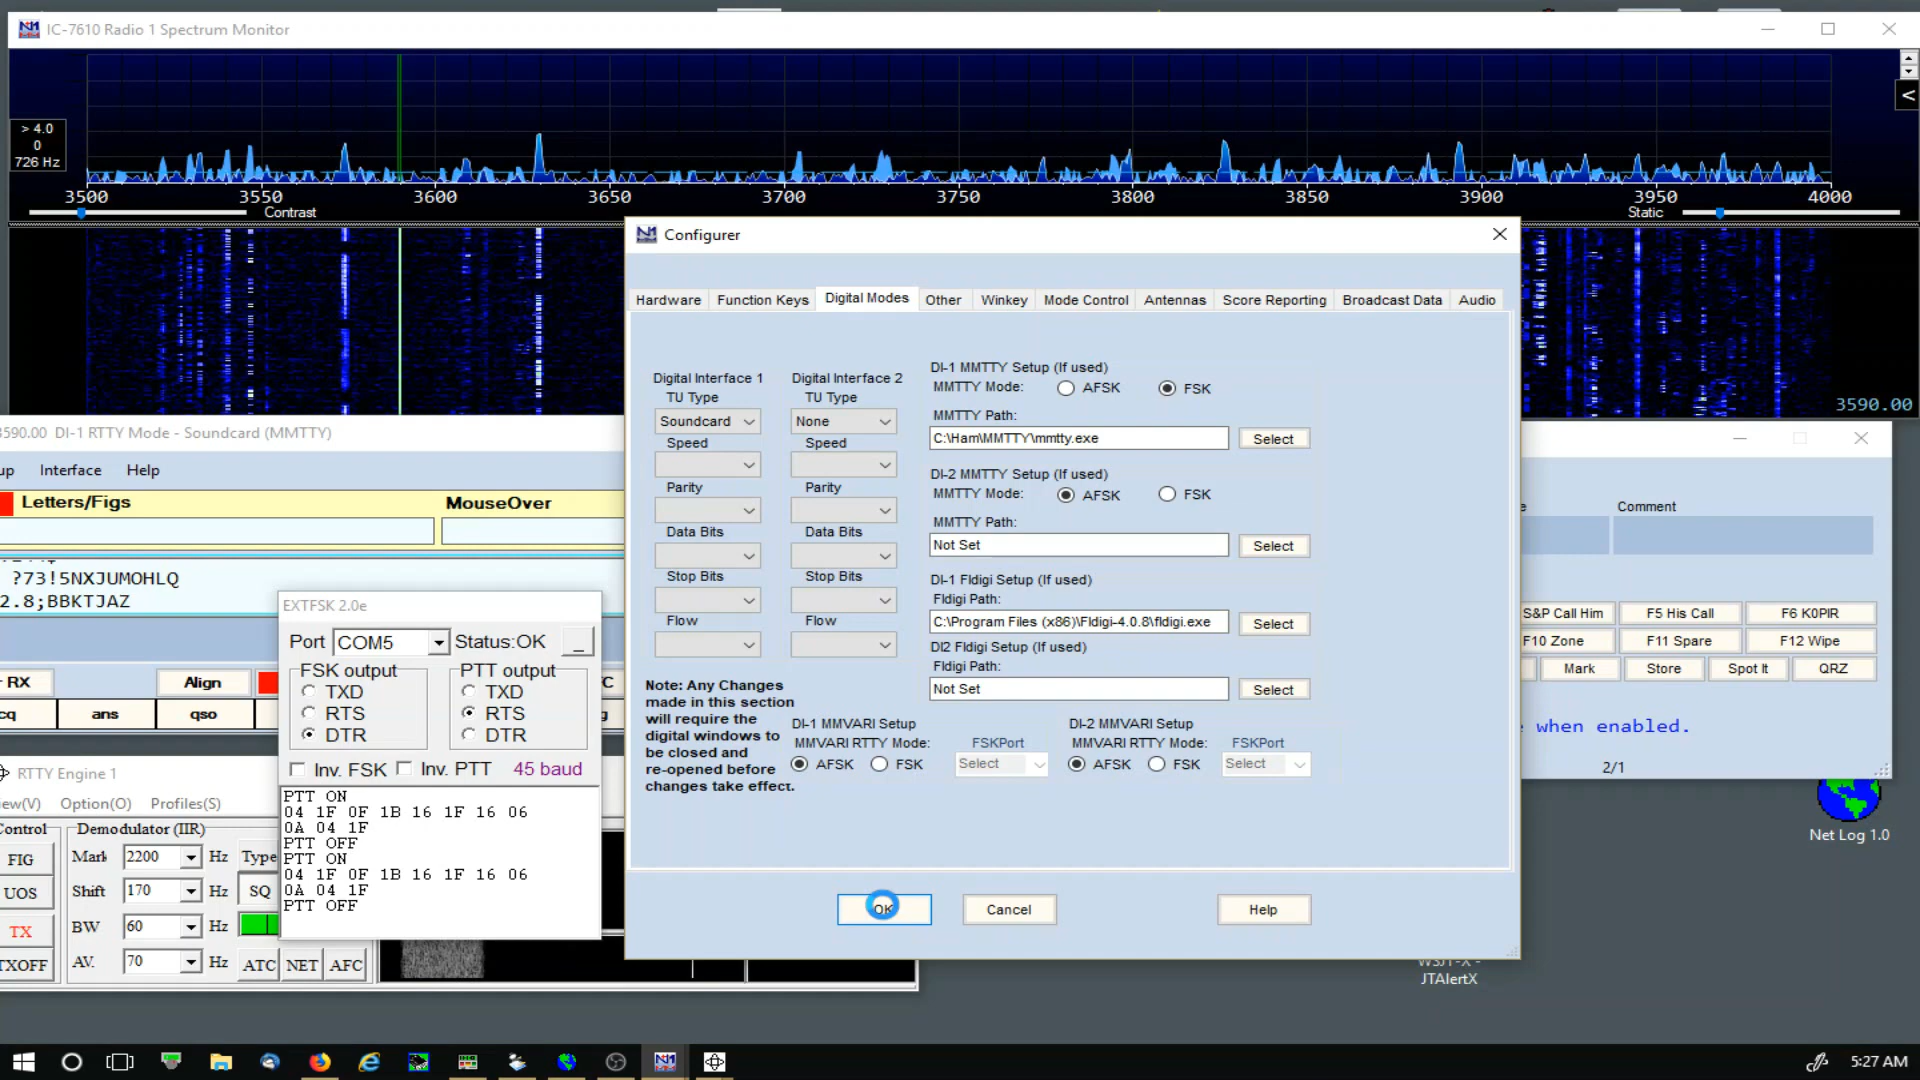 IC-7610 Radio 1 Spectrum Monitor
> 4.0
0
726 Hz
3500 3550 3600 3650 3700 3750 3800 3850 3900 3950 4000
Contrast
Static
<
3590.00
Configurer
Hardware Function Keys Digital Modes Other Winkey Mode Control Antennas Score Reporting Broadcast Data Audio
Digital Interface 1
TU Type
Soundcard
Speed
Parity
Data Bits
Stop Bits
Flow
Digital Interface 2
TU Type
None
Speed
Parity
Data Bits
Stop Bits
Flow
DI-1 MMTTY Setup (If used)
MMTTY Mode: AFSK FSK
MMTTY Path:
C:\Ham\MMTTY\mmtty.exe Select
DI-2 MMTTY Setup (If used)
MMTTY Mode: AFSK FSK
MMTTY Path:
Not Set Select
DI-1 Fldigi Setup (If used)
Fldigi Path:
C:\Program Files (x86)\Fldigi-4.0.8\fldigi.exe Select
DI2 Fldigi Setup (If used)
Fldigi Path:
Not Set Select
Note: Any Changes
made in this section
will require the
digital windows to
be closed and
re-opened before
changes take effect.
DI-1 MMVARI Setup
MMVARI RTTY Mode: FSKPort
AFSK FSK Select
DI-2 MMVARI Setup
MMVARI RTTY Mode: FSKPort
AFSK FSK Select
OK Cancel Help
3590.00 DI-1 RTTY Mode - Soundcard (MMTTY)
up Interface Help
Letters/Figs MouseOver
?73!5NXJUMOHLQ
2.8;BBKTJAZ
RX Align
cq ans qso
EXTFSK 2.0e
Port COM5 Status:OK _
FSK output PTT output
TXD TXD
RTS RTS
DTR DTR
Inv. FSK Inv. PTT 45 baud
PTT ON
04 1F 0F 1B 16 1F 16 06
0A 04 1F
PTT OFF
PTT ON
04 1F 0F 1B 16 1F 16 06
0A 04 1F
PTT OFF
RTTY Engine 1
iew(V) Option(O) Profiles(S)
Control Demodulator (IIR)
FIG Mark 2200 Hz Type
UOS Shift 170 Hz SQ
TX BW 60 Hz
TXOFF AV. 70 Hz ATC NET AFC
Comment
S&P Call Him F5 His Call F6 K0PIR
F10 Zone F11 Spare F12 Wipe
Mark Store Spot It QRZ
when enabled.
2/1
Net Log 1.0
WSJT-X -
JTAlertX
5:27 AM